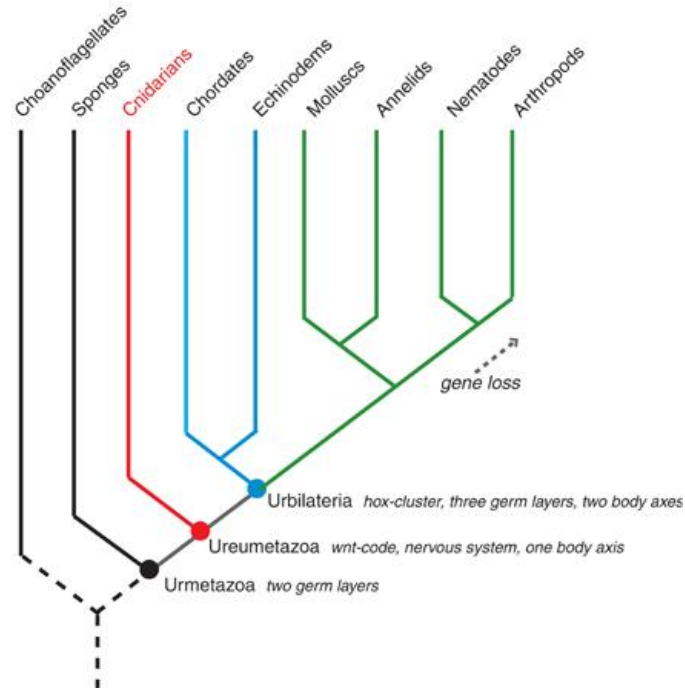 Choanoflagellates
Sponges
Cnidarians
Chordates
Echinodems
Molluscs
Annelids
Nematodes
Arthropods
gene loss
Urbilateria hox-cluster, three germ layers, two body axes
Ureumetazoa wnt-code, nervous system, one body axis
Urmetazoa two germ layers